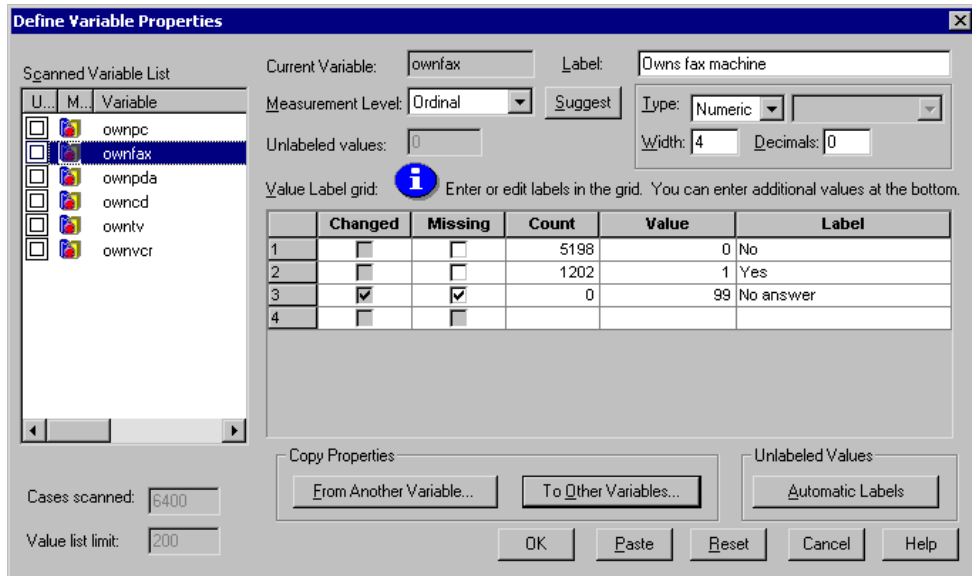 Define Variable Properties
Scanned Variable List
U... M... Variable
ownpc
ownfax
ownpda
owncd
owntv
ownvcr
Cases scanned: 6400
Value list limit: 200
Current Variable: ownfax Label: Owns fax machine
Measurement Level: Ordinal Suggest Type: Numeric
Unlabeled values: 0 Width: 4 Decimals: 0
Value Label grid: i Enter or edit labels in the grid. You can enter additional values at the bottom.
Changed Missing Count Value Label
1 5198 0 No
2 1202 1 Yes
3 0 99 No answer
4
Copy Properties
From Another Variable... To Other Variables...
Unlabeled Values
Automatic Labels
OK Paste Reset Cancel Help